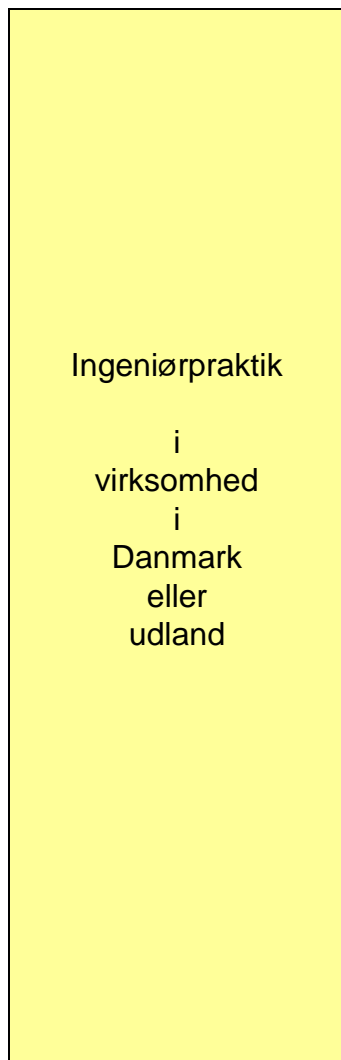 Ingeniørpraktik
i
virksomhed
i
Danmark
eller
udland